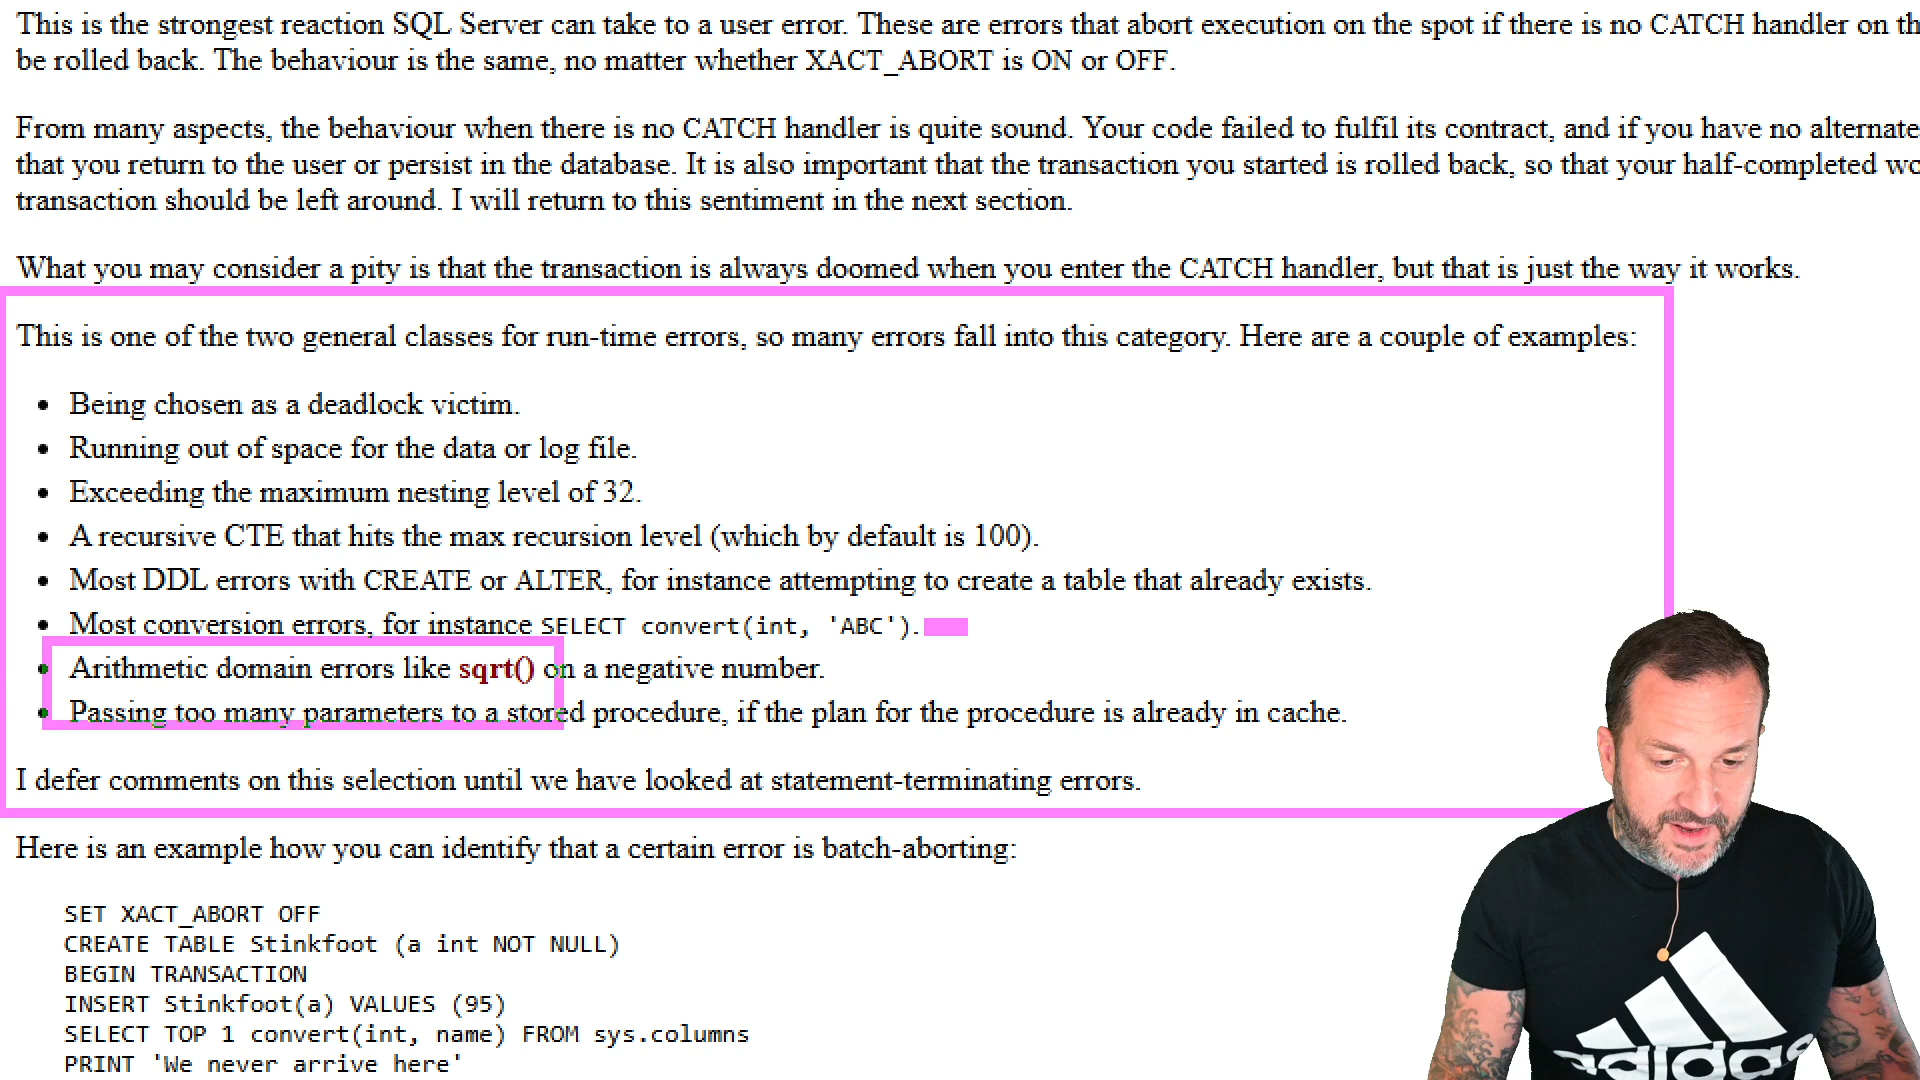 This is the strongest reaction SQL Server can take to a user error. These are errors that abort execution on the spot if there is no CATCH handler on th
be rolled back. The behaviour is the same, no matter whether XACT_ABORT is ON or OFF.
From many aspects, the behaviour when there is no CATCH handler is quite sound. Your code failed to fulfil its contract, and if you have no alternate
that you return to the user or persist in the database. It is also important that the transaction you started is rolled back, so that your half-completed wo
transaction should be left around. I will return to this sentiment in the next section.
What you may consider a pity is that the transaction is always doomed when you enter the CATCH handler, but that is just the way it works.
This is one of the two general classes for run-time errors, so many errors fall into this category. Here are a couple of examples:
• Being chosen as a deadlock victim.
• Running out of space for the data or log file.
• Exceeding the maximum nesting level of 32.
• A recursive CTE that hits the max recursion level (which by default is 100).
• Most DDL errors with CREATE or ALTER, for instance attempting to create a table that already exists.
• Most conversion errors, for instance SELECT convert(int, 'ABC').
• Arithmetic domain errors like sqrt() on a negative number.
• Passing too many parameters to a stored procedure, if the plan for the procedure is already in cache.
I defer comments on this selection until we have looked at statement-terminating errors.
Here is an example how you can identify that a certain error is batch-aborting:
SET XACT_ABORT OFF
CREATE TABLE Stinkfoot (a int NOT NULL)
BEGIN TRANSACTION
INSERT Stinkfoot(a) VALUES (95)
SELECT TOP 1 convert(int, name) FROM sys.columns
PRINT 'We never arrive here'
adidas